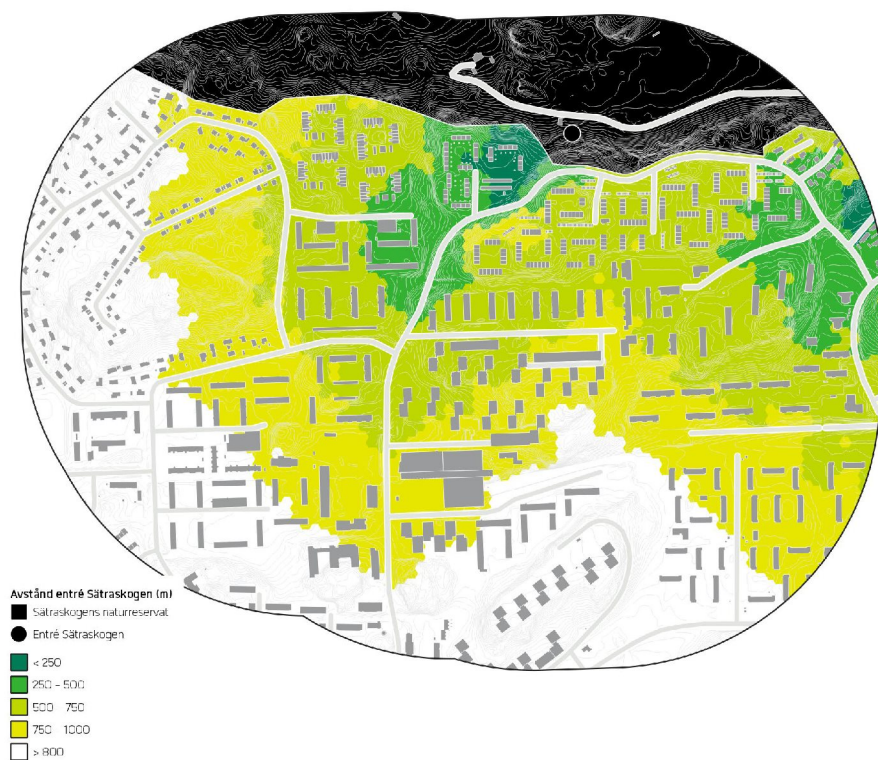 Avstånd entré Sätraskogen (m)
Sätraskogens naturreservat
Entré Sätraskogen
< 250
250 - 500
500 750
750 1000
> 800